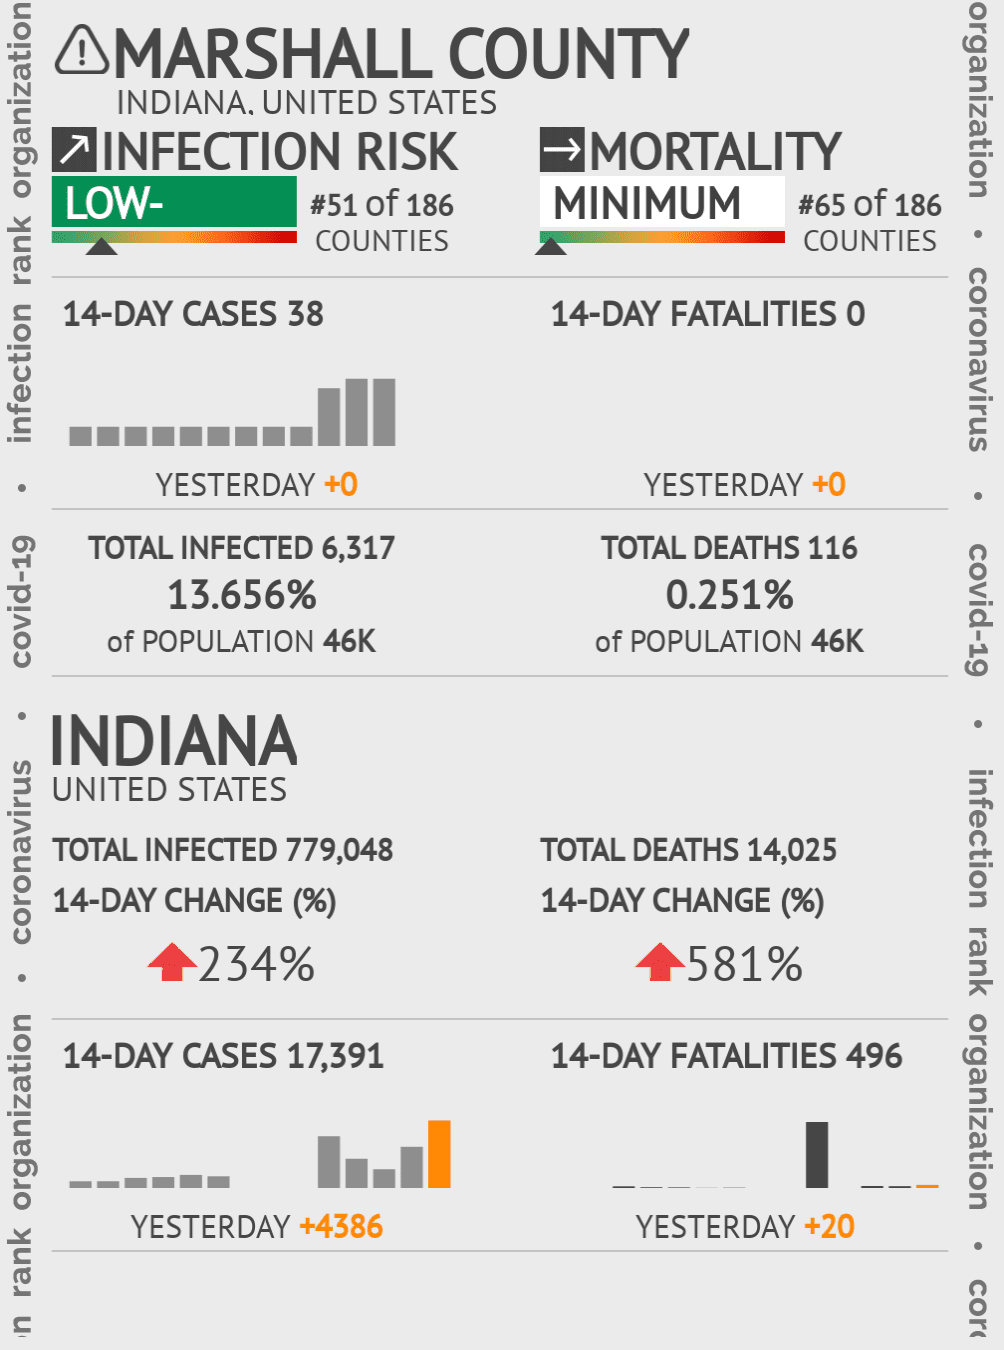 MARSHALL COUNTY
INDIANA, UNITED STATES
INFECTION RISK
LOW-
#51 of 186
COUNTIES
MORTALITY
MINIMUM
#65 of 186
COUNTIES
14-DAY CASES 38
14-DAY FATALITIES 0
YESTERDAY +0
YESTERDAY +0
TOTAL INFECTED 6,317
13.656%
of POPULATION 46K
TOTAL DEATHS 116
0.251%
of POPULATION 46K
INDIANA
UNITED STATES
TOTAL INFECTED 779,048
14-DAY CHANGE (%)
234%
TOTAL DEATHS 14,025
14-DAY CHANGE (%)
581%
14-DAY CASES 17,391
14-DAY FATALITIES 496
YESTERDAY +4386
YESTERDAY +20
n rank organization • coronavirus • covid-19 • infection rank organization
organization • coronavirus • covid-19 • infection rank organization • coro